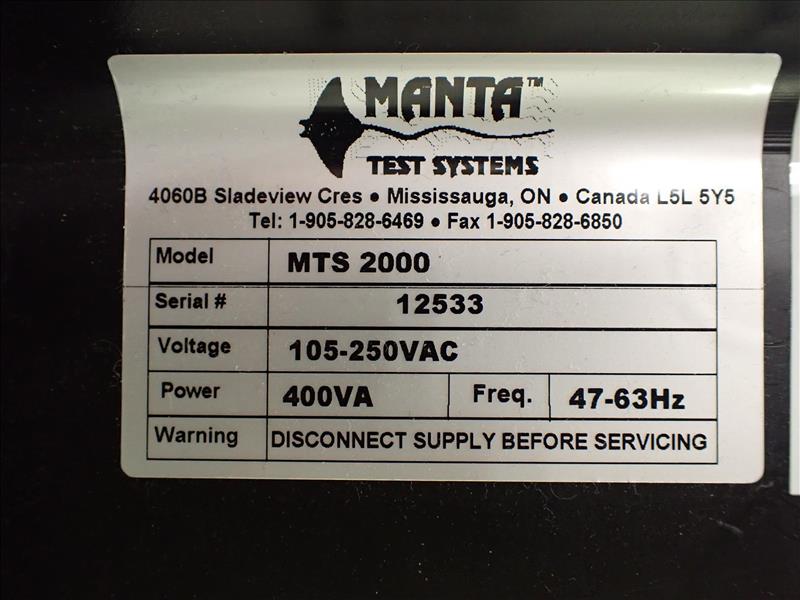 MANTA™
TEST SYSTEMS
4060B Sladeview Cres • Mississauga, ON • Canada L5L 5Y5
Tel: 1-905-828-6469 • Fax 1-905-828-6850
Model MTS 2000
Serial # 12533
Voltage 105-250VAC
Power 400VA Freq. 47-63Hz
Warning DISCONNECT SUPPLY BEFORE SERVICING